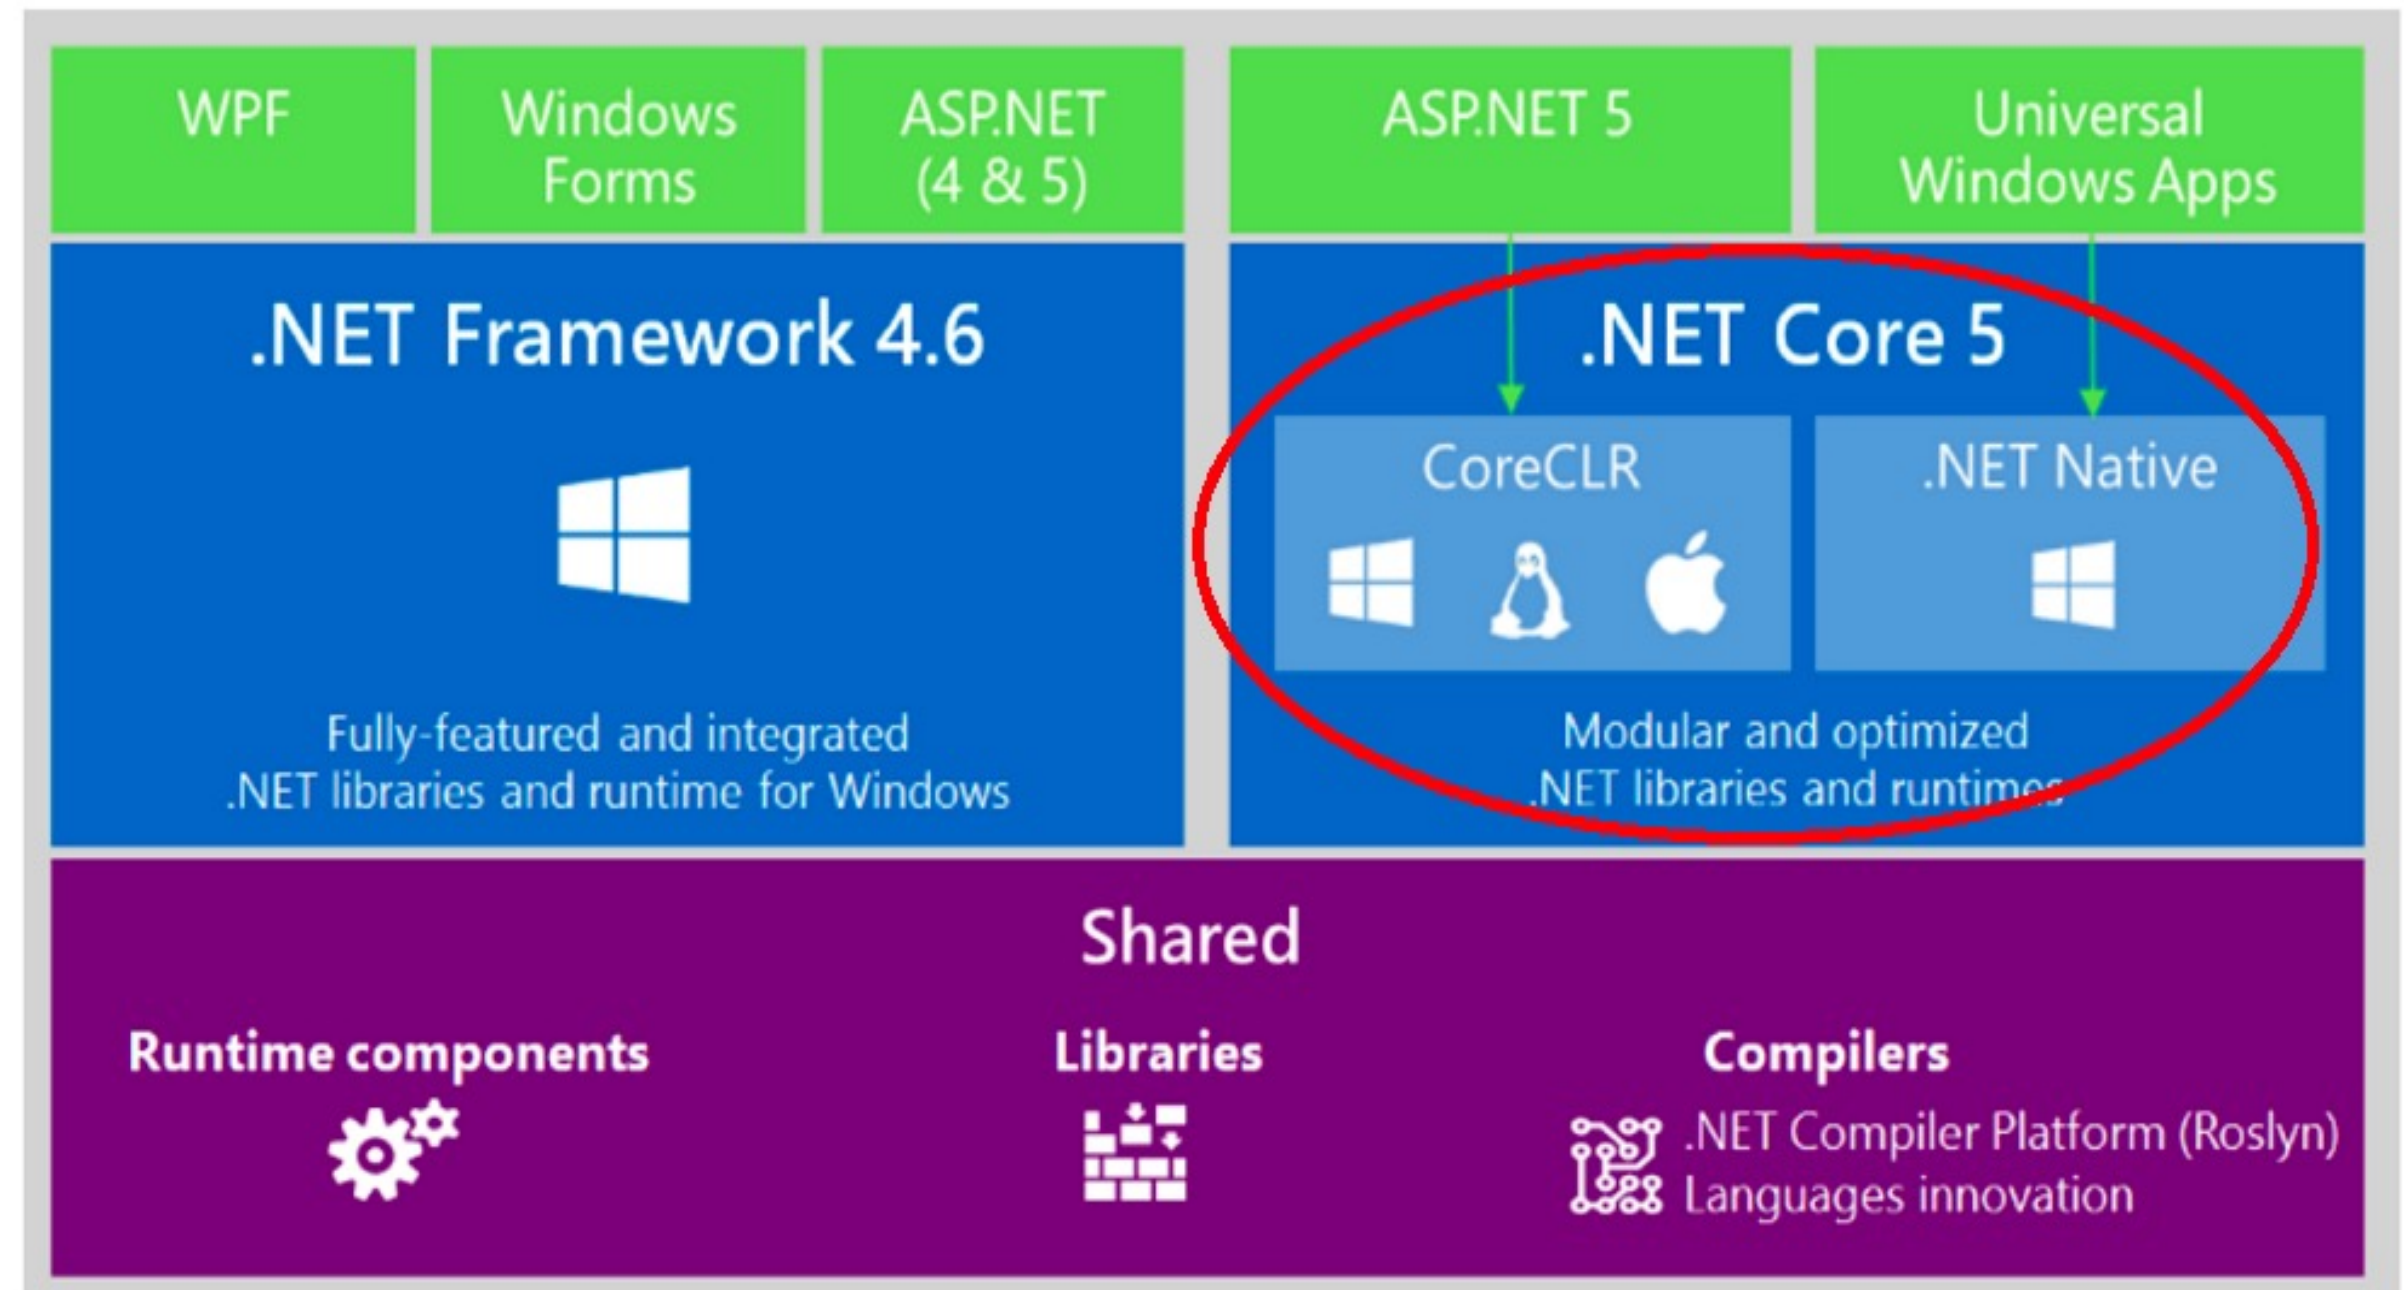 WPF
Windows
Forms
ASP.NET
(4 & 5)
ASP.NET 5
Universal
Windows Apps
.NET Framework 4.6
Fully-featured and integrated
.NET libraries and runtime for Windows
.NET Core 5
CoreCLR
.NET Native
Modular and optimized
.NET libraries and runtimes
Shared
Runtime components
Libraries
Compilers
.NET Compiler Platform (Roslyn)
Languages innovation